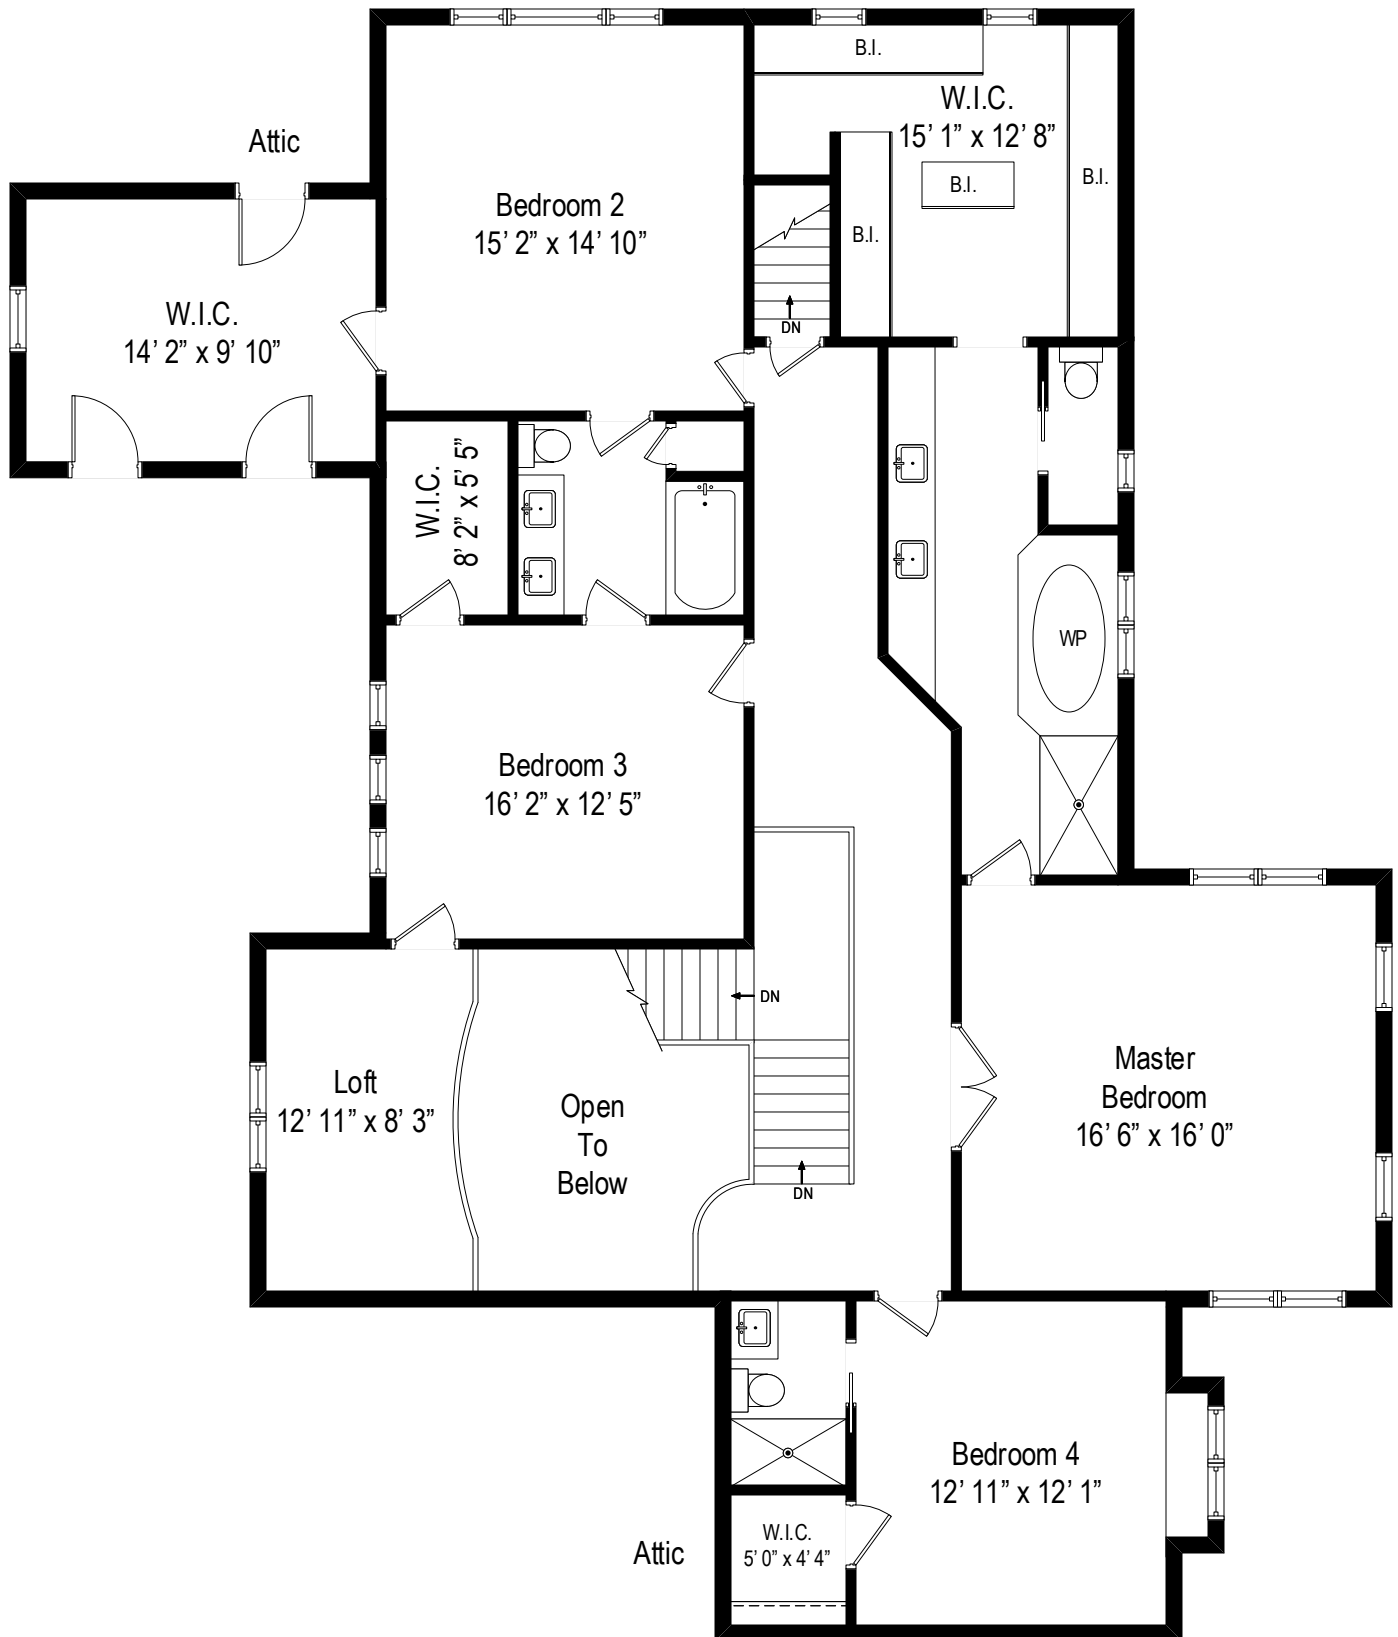 B.I.
W.I.C.
15’ 1” x 12’ 8”
Attic
B.I.
B.I.
Bedroom 2
15’ 2” x 14’ 10”
B.I.
W.I.C.
14’ 2” x 9’ 10”
DN
W.I.C.
8’ 2” x 5’ 5”
WP
Bedroom 3
16’ 2” x 12’ 5”
DN
Loft
12’ 11” x 8’ 3”
Open
To
Below
Master
Bedroom
16’ 6” x 16’ 0”
DN
Bedroom 4
12’ 11” x 12’ 1”
W.I.C.
5’ 0” x 4’ 4”
Attic